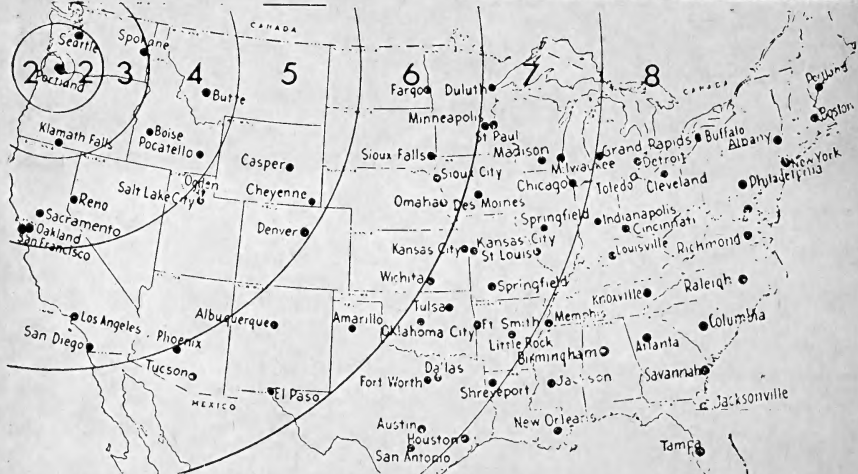 CANADA
Seattle
Spokane
2 2 3 4 5 6 7 8
Portland
Butte
Fargo
Duluth
CANADA
Portland
Minneapolis
St Paul
Boston
Klamath Falls
Boise
Pocatello
Casper
Sioux Falls
Madison
Milwaukee
Grand Rapids
Detroit
Buffalo
Albany
New York
Sioux City
Chicago
Toledo
Cleveland
Philadelphia
Reno
Salt Lake City
Ogden
Cheyenne
Omaha
Des Moines
Sacramento
Oakland
San Francisco
Denver
Springfield
Indianapolis
Cincinnati
Kansas City
Kansas City
St Louis
Louisville
Richmond
Wichita
Springfield
Knoxville
Raleigh
Los Angeles
Phoenix
Albuquerque
Amarillo
Tulsa
Oklahoma City
Ft Smith
Memphis
Little Rock
Columbia
San Diego
Birmingham
Atlanta
Tucson
El Paso
MEXICO
Fort Worth
Dallas
Shreveport
Jackson
Savannah
Jacksonville
Austin
Houston
San Antonio
New Orleans
Tampa